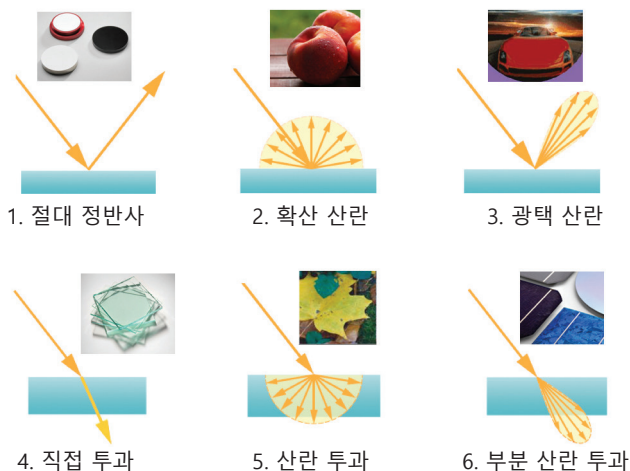 1. 절대 정반사
2. 확산 산란
3. 광택 산란
4. 직접 투과
5. 산란 투과
6. 부분 산란 투과